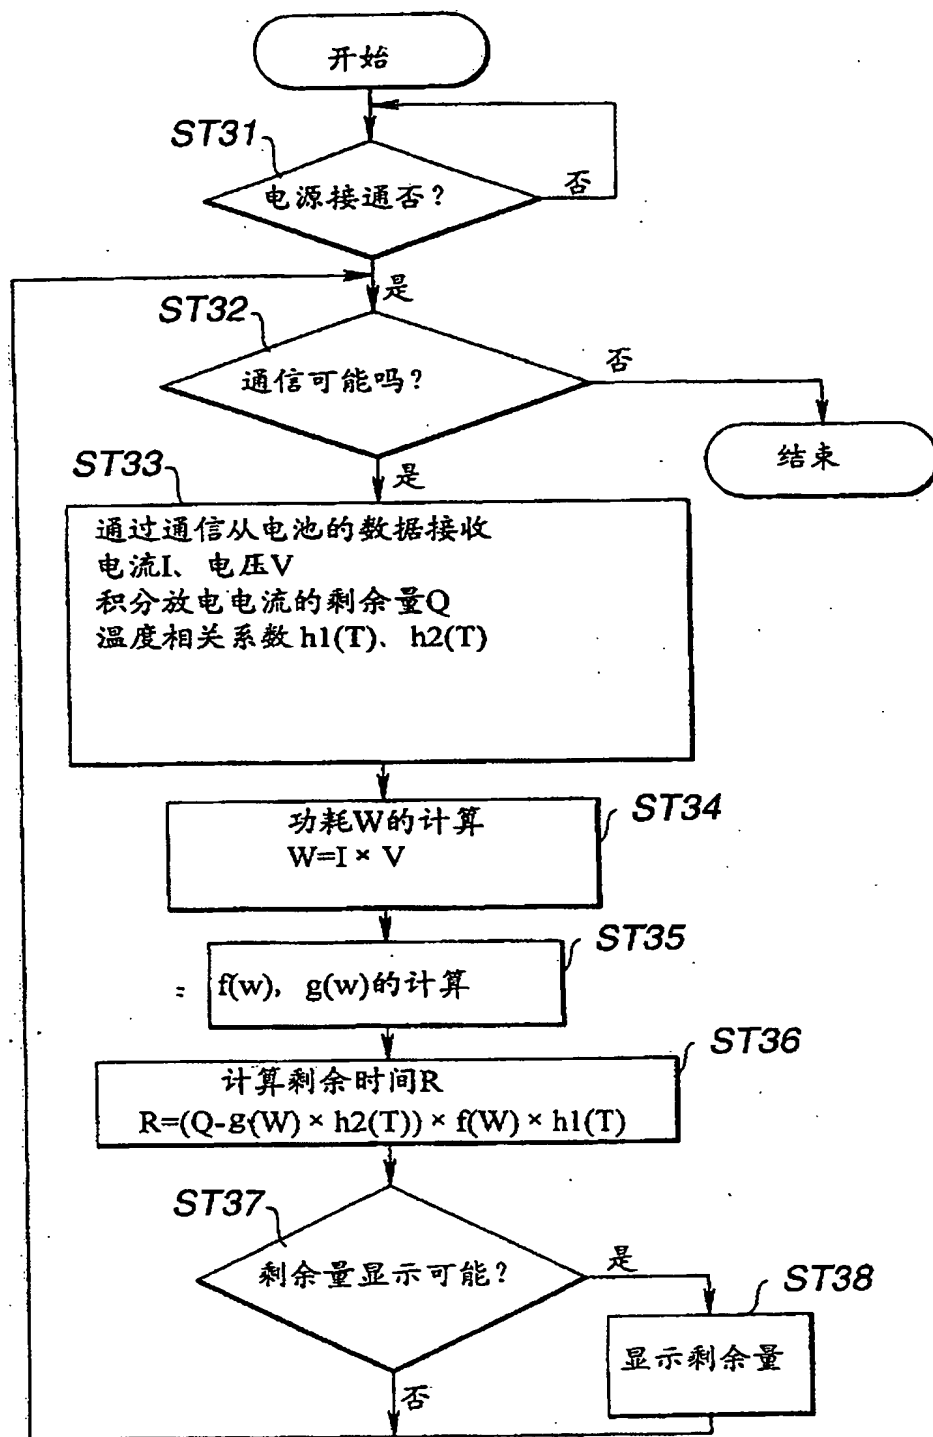 开始
ST31
电源接通否？
否
是
ST32
通信可能吗？
否
结束
是
ST33
通过通信从电池的数据接收
电流I、电压V
积分放电电流的剩余量Q
温度相关系数 h1(T)、h2(T)
功耗W的计算
W=I × V
ST34
ST35
f(w), g(w)的计算
ST36
计算剩余时间R
R=(Q-g(W) × h2(T)) × f(W) × h1(T)
ST37
剩余量显示可能？
是
ST38
显示剩余量
否